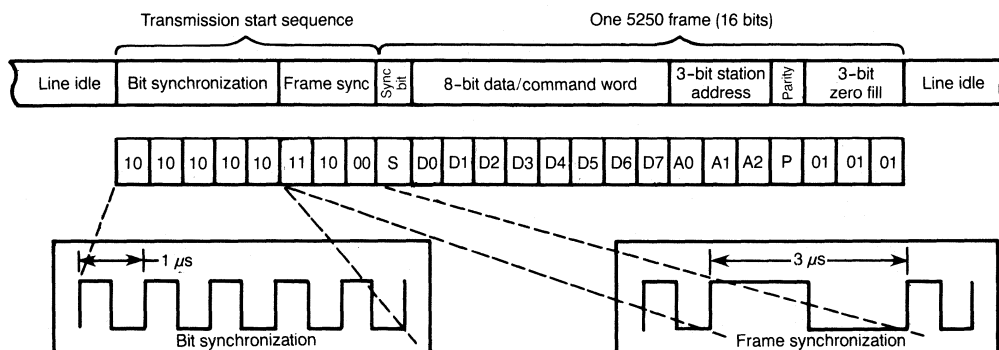 Transmission start sequence
One 5250 frame (16 bits)
Line idle
Bit synchronization
Frame sync
Sync bit
8-bit data/command word
3-bit station address
Parity
3-bit zero fill
Line idle
10 10 10 10 10 11 10 00 S D0 D1 D2 D3 D4 D5 D6 D7 A0 A1 A2 P 01 01 01
1 µs
3 µs
Bit synchronization
Frame synchronization